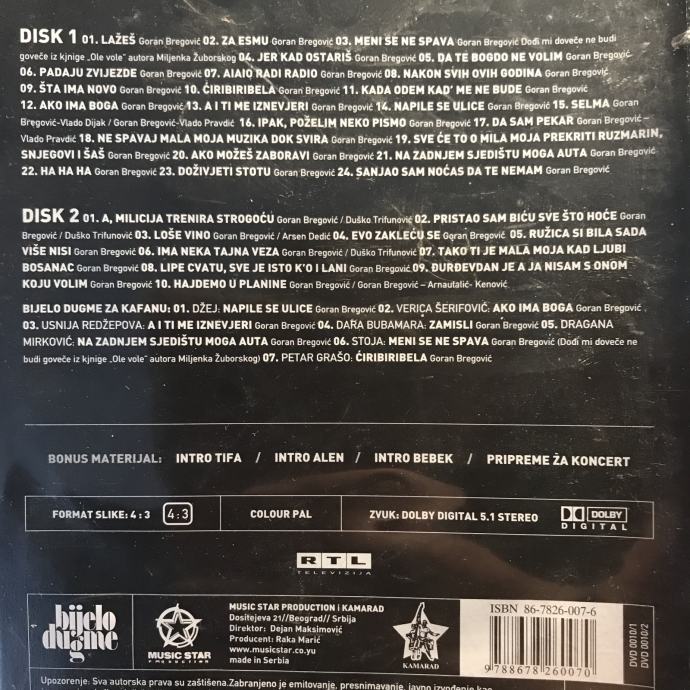 DISK 1 01. LAŽEŠ Goran Bregović 02. ZA ESMU Goran Bregović 03. MENI SE NE SPAVA Goran Bregović Dođi mi doveče ne budi
goveče iz kjnige „Ole vole" autora Miljenka Žuborskog 04. JER KAD OSTARIŠ Goran Bregović 05. DA TE BOGDO NE VOLIM Goran Bregović
06. PADAJU ZVIJEZDE Goran Bregović 07. AIAIO RADI RADIO Goran Bregović 08. NAKON SVIH OVIH GODINA Goran Bregović
09. ŠTA IMA NOVO Goran Bregović 10. ĆIRIBIRIBELA Goran Bregović 11. KADA ODEM KAD' ME NE BUDE Goran Bregović
12. AKO IMA BOGA Goran Bregović 13. A I TI ME IZNEVJERI Goran Bregović 14. NAPILE SE ULICE Goran Bregović 15. SELMA Goran
Bregović-Vlado Dijak / Goran Bregović-Vlado Pravdić 16. IPAK, POŽELIM NEKO PISMO Goran Bregović 17. DA SAM PEKAR Goran Bregović –
Vlado Pravdić 18. NE SPAVAJ MALA MOJA MUZIKA DOK SVIRA Goran Bregović 19. SVE ĆE TO O MILA MOJA PREKRITI RUZMARIN,
SNJEGOVI I ŠAŠ Goran Bregović 20. AKO MOŽEŠ ZABORAVI Goran Bregović 21. NA ZADNJEM SJEDIŠTU MOGA AUTA Goran Bregović
22. HA HA HA Goran Bregović 23. DOŽIVJETI STOTU Goran Bregović 24. SANJAO SAM NOĆAS DA TE NEMAM Goran Bregović
DISK 2 01. A, MILICIJA TRENIRA STROGOĆU Goran Bregović / Duško Trifunović 02. PRISTAO SAM BIĆU SVE ŠTO HOĆE Goran
Bregović / Duško Trifunović 03. LOŠE VINO Goran Bregović / Arsen Dedić 04. EVO ZAKLEĆU SE Goran Bregović 05. RUŽICA SI BILA SADA
VIŠE NISI Goran Bregović 06. IMA NEKA TAJNA VEZA Goran Bregović / Duško Trifunović 07. TAKO TI JE MALA MOJA KAD LJUBI
BOSANAC Goran Bregović 08. LIPE CVATU, SVE JE ISTO K'O I LANI Goran Bregović 09. ĐURĐEVDAN JE A JA NISAM S ONOM
KOJU VOLIM Goran Bregović 10. HAJDEMO U PLANINE Goran Bregović / Goran Bregović – Arnautalić- Kenović
BIJELO DUGME ZA KAFANU: 01. DŽEJ: NAPILE SE ULICE Goran Bregović 02. VERICA ŠERIFOVIĆ: AKO IMA BOGA Goran Bregović
03. USNIJA REDŽEPOVA: A I TI ME IZNEVJERI Goran Bregović 04. DARA BUBAMARA: ZAMISLI Goran Bregović 05. DRAGANA
MIRKOVIĆ: NA ZADNJEM SJEDIŠTU MOGA AUTA Goran Bregović 06. STOJA: MENI SE NE SPAVA Goran Bregović (Dođi mi doveče ne
budi goveče iz kjnige „Ole vole" autora Miljenka Žuborskog) 07. PETAR GRAŠO: ĆIRIBIRIBELA Goran Bregović
BONUS MATERIJAL: INTRO TIFA / INTRO ALEN / INTRO BEBEK / PRIPREME ZA KONCERT
FORMAT SLIKE: 4 : 3 4:3 COLOUR PAL ZVUK: DOLBY DIGITAL 5.1 STEREO DOLBY
DIGITAL
RTL
TELEVIZIJA
bijelo
dugme
MUSIC STAR
PRODUCTION
MUSIC STAR PRODUCTION i KAMARAD
Dositejeva 21//Beograd// Srbija
Direktor: Dejan Maksimović
Producent: Raka Marić
www.musicstar.co.yu
made in Serbia
KAMARAD
ISBN 86-7826-007-6
9 788678 260070
DVD 0010/1
DVD 0010/2
Upozorenje: Sva autorska prava su zaštišena.Zabranjeno je emitovanje, presnimavanje, javno izvođenje kao